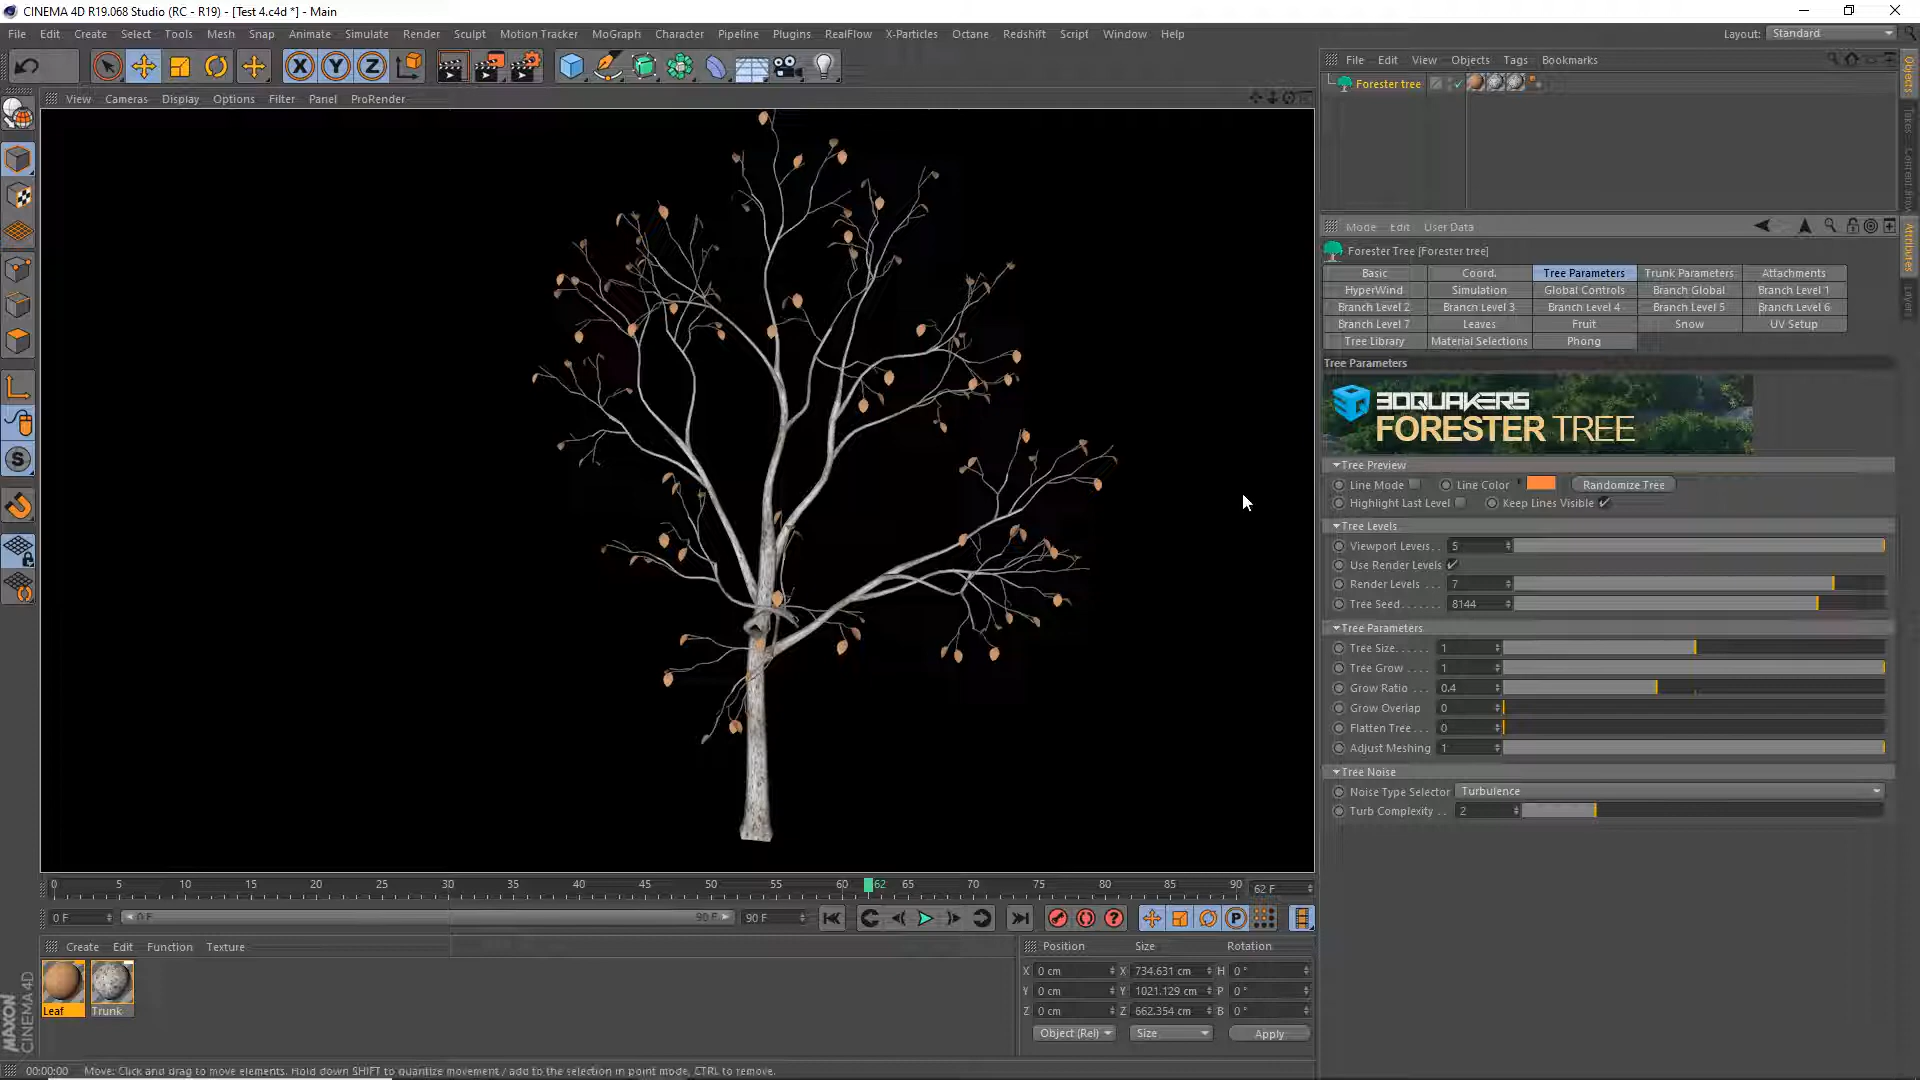 CINEMA 4D R19.068 Studio (RC - R19) - [Test 4.c4d *] - Main
File Edit Create Select Tools Mesh Snap Animate Simulate Render Sculpt Motion Tracker MoGraph Character Pipeline Plugins RealFlow X-Particles Octane Redshift Script Window Help
Layout: Standard
View Cameras Display Options Filter Panel ProRender
File Edit View Objects Tags Bookmarks
Forester tree
Objects
Takes
Attributes
Layers
Mode Edit User Data
Forester Tree [Forester tree]
Basic Coord. Tree Parameters Trunk Parameters Attachments
HyperWind Simulation Global Controls Branch Global Branch Level 1
Branch Level 2 Branch Level 3 Branch Level 4 Branch Level 5 Branch Level 6
Branch Level 7 Leaves Fruit Snow UV Setup
Tree Library Material Selections Phong
Tree Parameters
3DQUAKERS
FORESTER TREE
Tree Preview
Line Mode Line Color Randomize Tree
Highlight Last Level Keep Lines Visible
Tree Levels
Viewport Levels. . 5
Use Render Levels
Render Levels . . . 7
Tree Seed. . . . . . . 8144
Tree Parameters
Tree Size. . . . . . 1
Tree Grow . . . . 1
Grow Ratio . . . 0.4
Grow Overlap 0
Flatten Tree . . . 0
Adjust Meshing 1
Tree Noise
Noise Type Selector Turbulence
Turb Complexity . . 2
0 5 10 15 20 25 30 35 40 45 50 55 60 62 65 70 75 80 85 90 62 F
0 F 0 F 90 F 90 F
Create Edit Function Texture
Leaf Trunk
Position Size Rotation
X 0 cm X 734.631 cm H 0 °
Y 0 cm Y 1021.129 cm P 0 °
Z 0 cm Z 662.354 cm B 0 °
Object (Rel) Size Apply
MAXON
CINEMA 4D
00:00:00 Move: Click and drag to move elements. Hold down SHIFT to quantize movement / add to the selection in point mode, CTRL to remove.